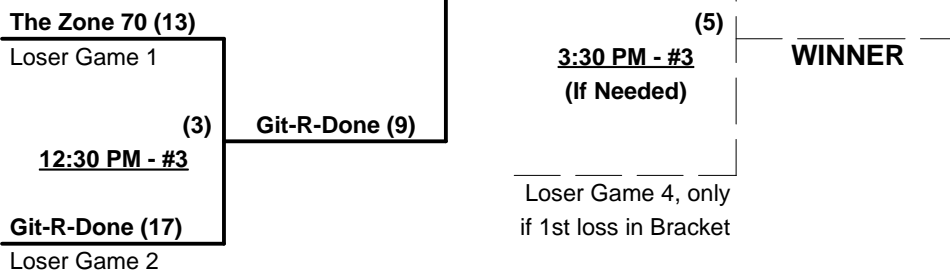 The Zone 70 (13)
Loser Game 1
(3)
12:30 PM - #3
Git-R-Done (17)
Loser Game 2
Git-R-Done (9)
(5)
3:30 PM - #3
(If Needed)
WINNER
Loser Game 4, only
if 1st loss in Bracket